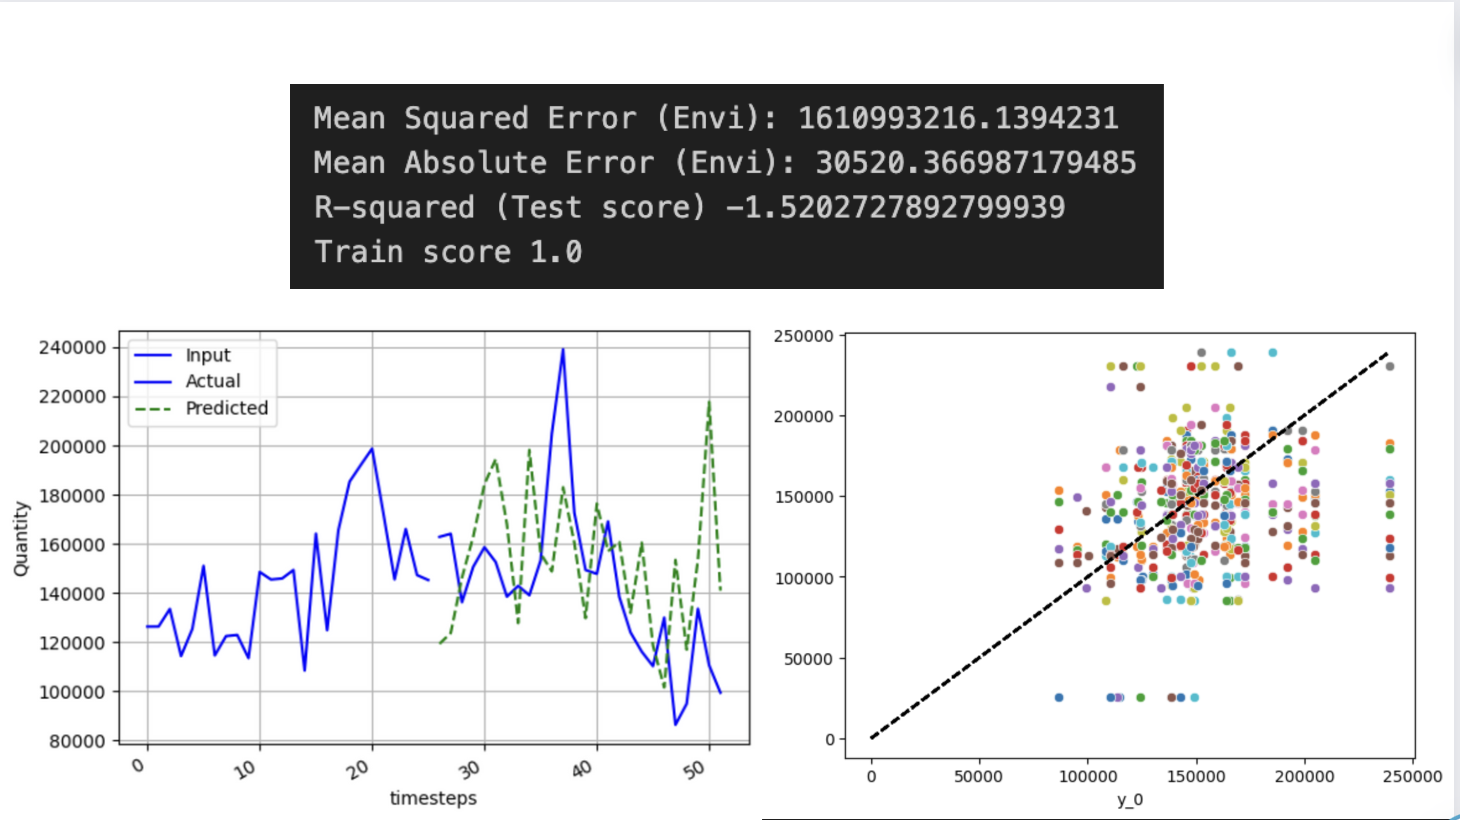 Mean Squared Error (Envi): 1610993216.1394231
Mean Absolute Error (Envi): 30520.366987179485
R-squared (Test score) -1.5202727892799939
Train score 1.0
240000
220000
200000
180000
160000
140000
120000
100000
80000
Quantity
Input
Actual
Predicted
0 10 20 30 40 50
timesteps
250000
200000
150000
100000
50000
0
0 50000 100000 150000 200000 250000
y_0